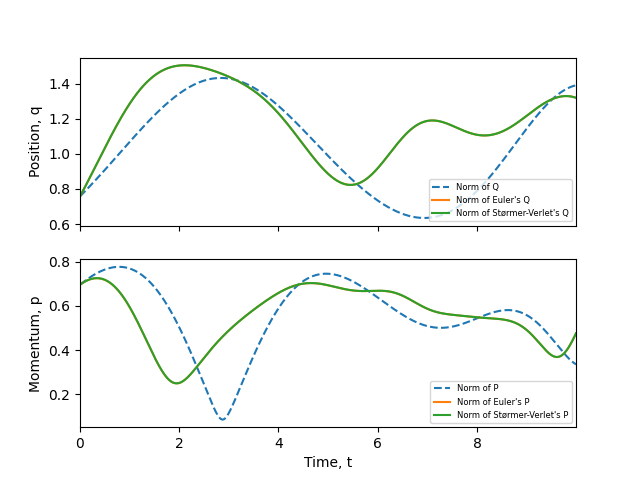 1.4
1.2
1.0
0.8
0.6
Position, q
Norm of Q
Norm of Euler's Q
Norm of Størmer-Verlet's Q
0.8
0.6
0.4
0.2
Momentum, p
Norm of P
Norm of Euler's P
Norm of Størmer-Verlet's P
0 2 4 6 8
Time, t